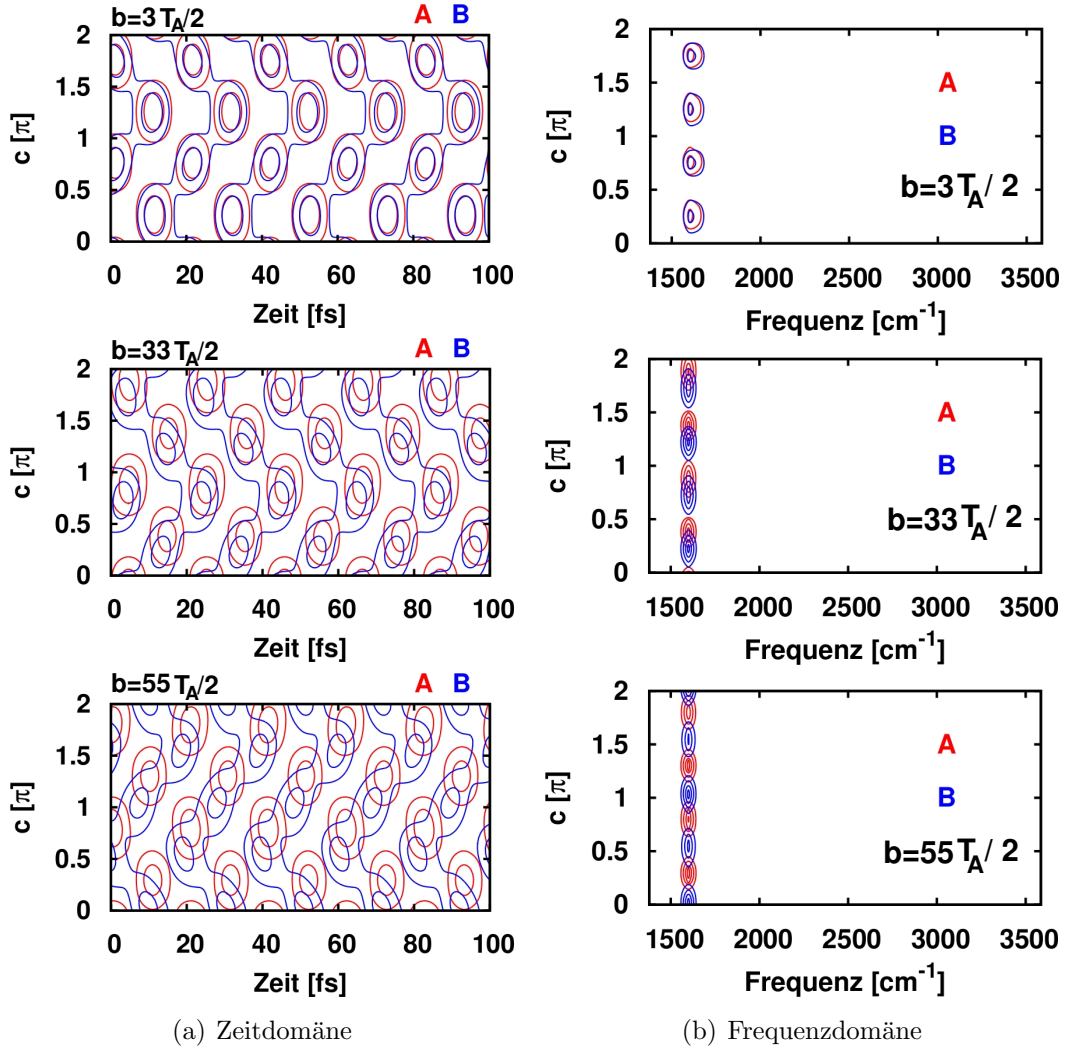 b=3 T_A/2 A B
2
1.5
1
0.5
0
c [π]
0 20 40 60 80 100
Zeit [fs]
2
1.5
1
0.5
0
c [π]
A
B
b=3 T_A/ 2
1500 2000 2500 3000 3500
Frequenz [cm⁻¹]
b=33 T_A/2 A B
2
1.5
1
0.5
0
c [π]
0 20 40 60 80 100
Zeit [fs]
2
1.5
1
0.5
0
c [π]
A
B
b=33 T_A/ 2
1500 2000 2500 3000 3500
Frequenz [cm⁻¹]
b=55 T_A/2 A B
2
1.5
1
0.5
0
c [π]
0 20 40 60 80 100
Zeit [fs]
2
1.5
1
0.5
0
c [π]
A
B
b=55 T_A/ 2
1500 2000 2500 3000 3500
Frequenz [cm⁻¹]
(a) Zeitdomäne
(b) Frequenzdomäne